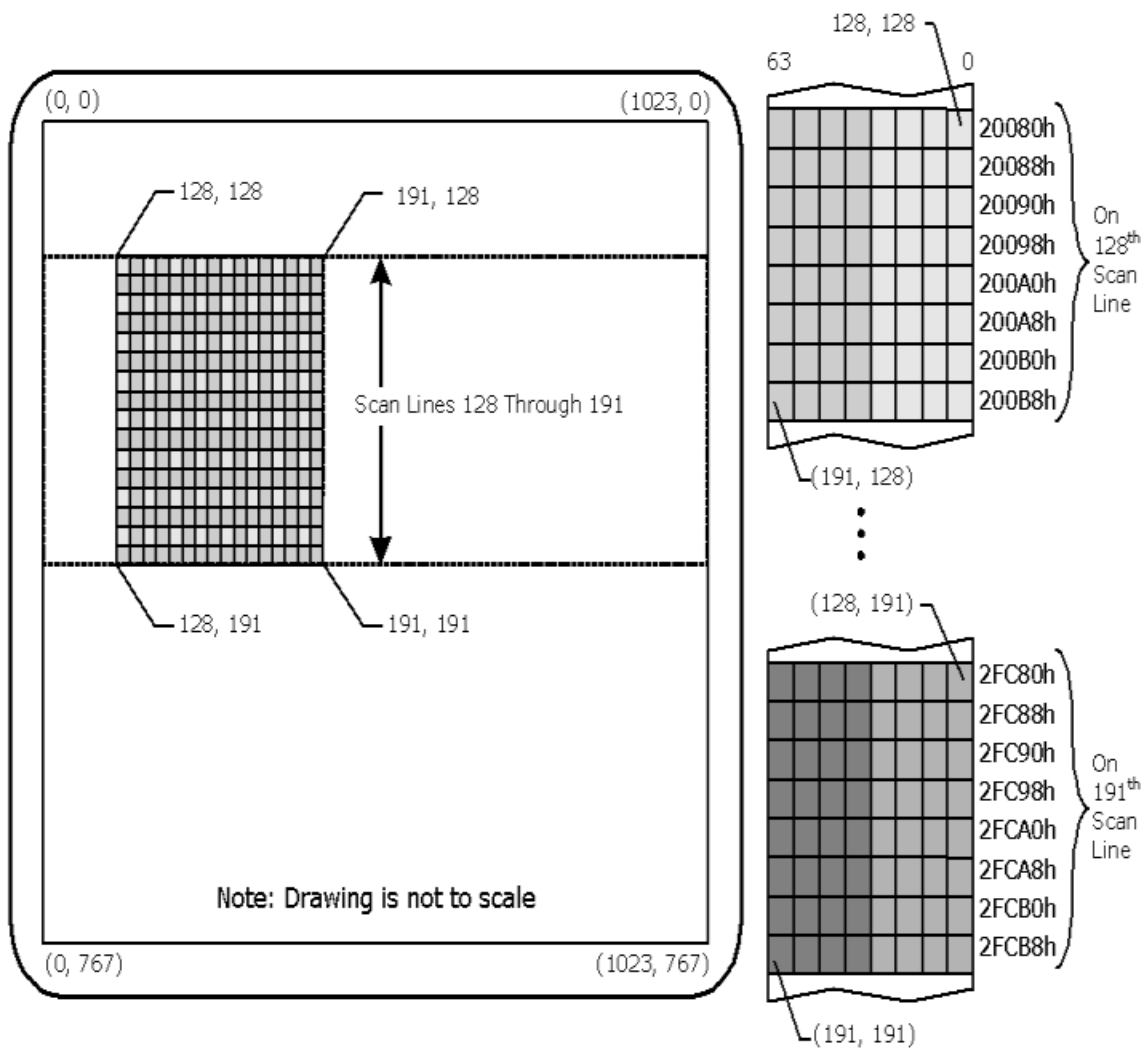 (0, 0)
(1023, 0)
128, 128
191, 128
Scan Lines 128 Through 191
128, 191
191, 191
Note: Drawing is not to scale
(0, 767)
(1023, 767)
128, 128
63
0
20080h
20088h
20090h
20098h
200A0h
200A8h
200B0h
200B8h
On
128th
Scan
Line
(191, 128)
(128, 191)
2FC80h
2FC88h
2FC90h
2FC98h
2FCA0h
2FCA8h
2FCB0h
2FCB8h
On
191th
Scan
Line
(191, 191)